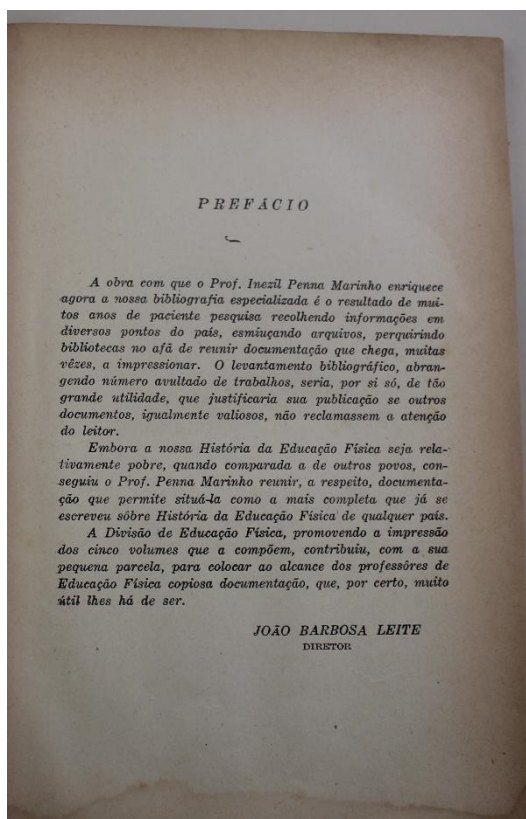 PREFÁCIO
A obra com que o Prof. Inezil Penna Marinho enriquece
agora a nossa bibliografia especializada é o resultado de mui-
tos anos de paciente pesquisa recolhendo informações em
diversos pontos do país, esmiuçando arquivos, perquirindo
bibliotecas no afã de reunir documentação que chega, muitas
vêzes, a impressionar. O levantamento bibliográfico, abran-
gendo número avultado de trabalhos, seria, por si só, de tão
grande utilidade, que justificaria sua publicação se outros
documentos, igualmente valiosos, não reclamassem a atenção
do leitor.
Embora a nossa História da Educação Física seja rela-
tivamente pobre, quando comparada a de outros povos, con-
seguiu o Prof. Penna Marinho reunir, a respeito, documenta-
ção que permite situá-la como a mais completa que já se
escreveu sôbre História da Educação Física de qualquer país.
A Divisão de Educação Física, promovendo a impressão
dos cinco volumes que a compõem, contribuiu, com a sua
pequena parcela, para colocar ao alcance dos professôres de
Educação Física copiosa documentação, que, por certo, muito
útil lhes há de ser.
JOÃO BARBOSA LEITE
DIRETOR